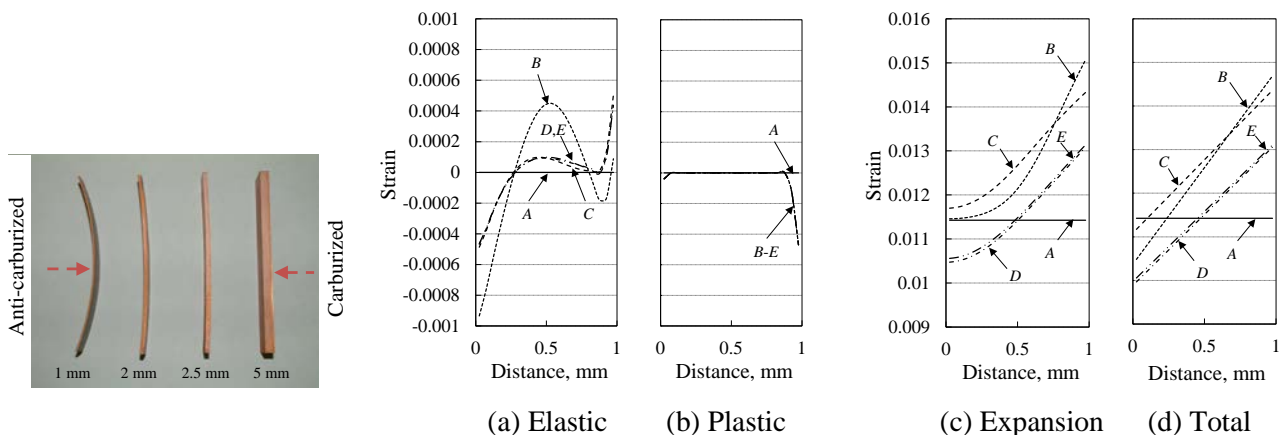 Anti-carburized
Carburized
1 mm
2 mm
2.5 mm
5 mm
Strain
0.001
0.0008
0.0006
0.0004
0.0002
0
-0.0002
-0.0004
-0.0006
-0.0008
-0.001
B
D,E
A
C
0
0.5
1
Distance, mm
(a) Elastic
A
B-E
0
0.5
1
Distance, mm
(b) Plastic
Strain
0.016
0.015
0.014
0.013
0.012
0.011
0.01
0.009
B
C
E
A
D
0
0.5
1
Distance, mm
(c) Expansion
B
E
C
A
D
0
0.5
1
Distance, mm
(d) Total